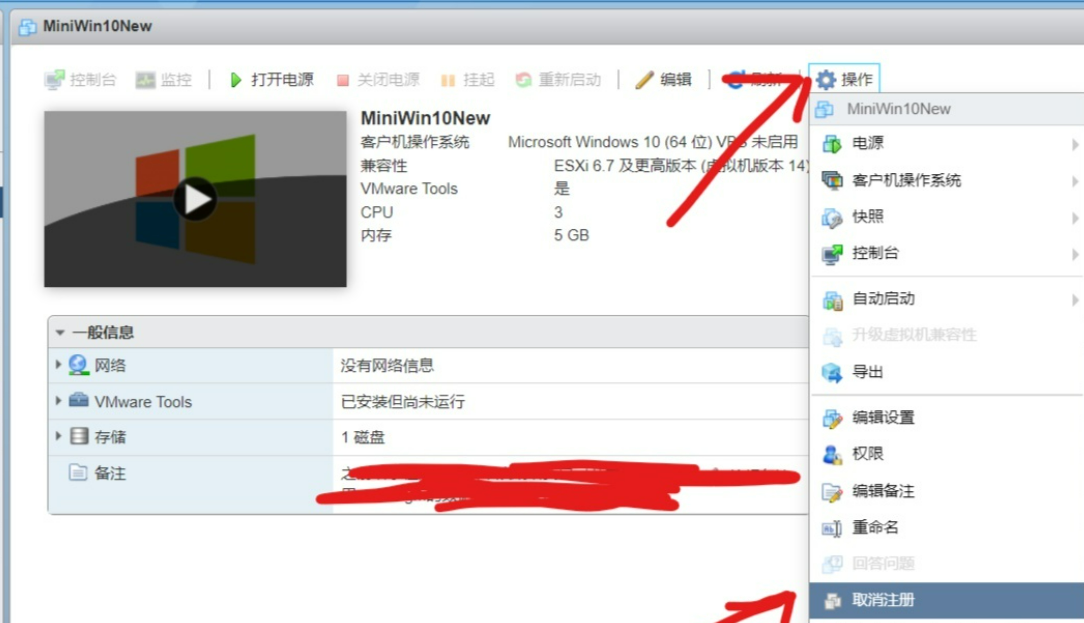 MiniWin10New
控制台 监控 打开电源 关闭电源 挂起 重新启动 编辑 刷新 操作
MiniWin10New
客户机操作系统 Microsoft Windows 10 (64 位) VBS 未启用
兼容性 ESXi 6.7 及更高版本 (虚拟机版本 14)
VMware Tools 是
CPU 3
内存 5 GB
一般信息
网络 没有网络信息
VMware Tools 已安装但尚未运行
存储 1 磁盘
备注
MiniWin10New
电源
客户机操作系统
快照
控制台
自动启动
升级虚拟机兼容性
导出
编辑设置
权限
编辑备注
重命名
回答问题
取消注册